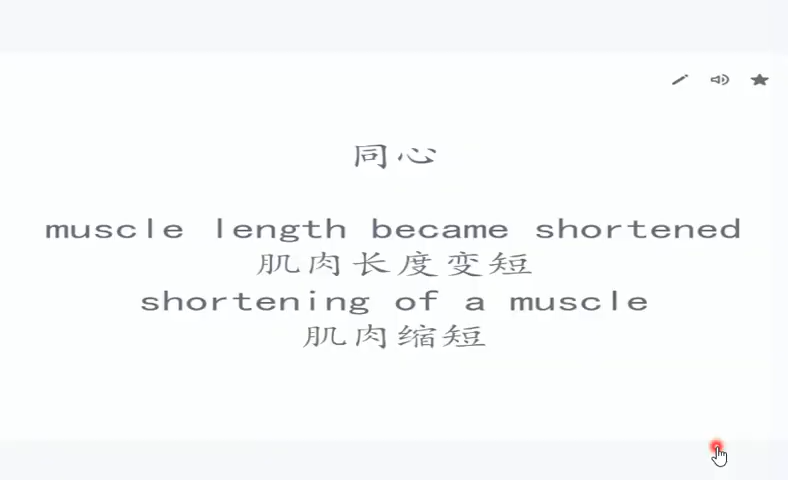 同心
muscle length became shortened
肌肉长度变短
shortening of a muscle
肌肉缩短